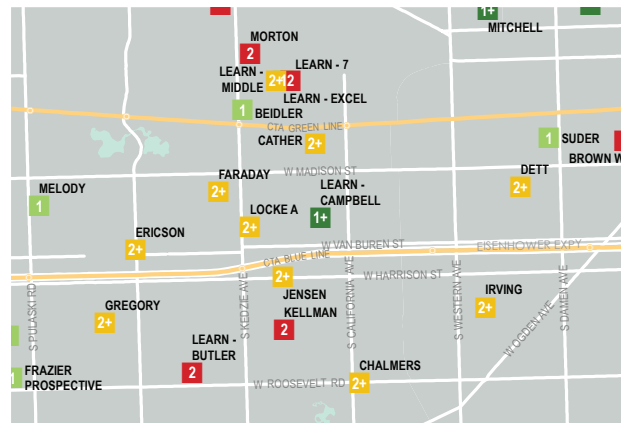 1+
MITCHELL
MORTON
2
LEARN -
MIDDLE
2+
2
LEARN - 7
LEARN - EXCEL
1
BEIDLER
CTA GREEN LINE
CATHER
2+
1
SUDER
BROWN W
W MADISON ST
DETT
2+
FARADAY
2+
MELODY
1
LEARN -
CAMPBELL
1+
LOCKE A
2+
ERICSON
2+
W VAN BUREN ST
EISENHOWER EXPY
CTA BLUE LINE
2+
W HARRISON ST
JENSEN
KELLMAN
2
GREGORY
2+
IRVING
2+
S PULASKI RD
S KEDZIE AVE
S CALIFORNIA AVE
S WESTERN AVE
S DAMEN AVE
W OGDEN AVE
LEARN -
BUTLER
2
CHALMERS
2+
W ROOSEVELT RD
1
FRAZIER
PROSPECTIVE